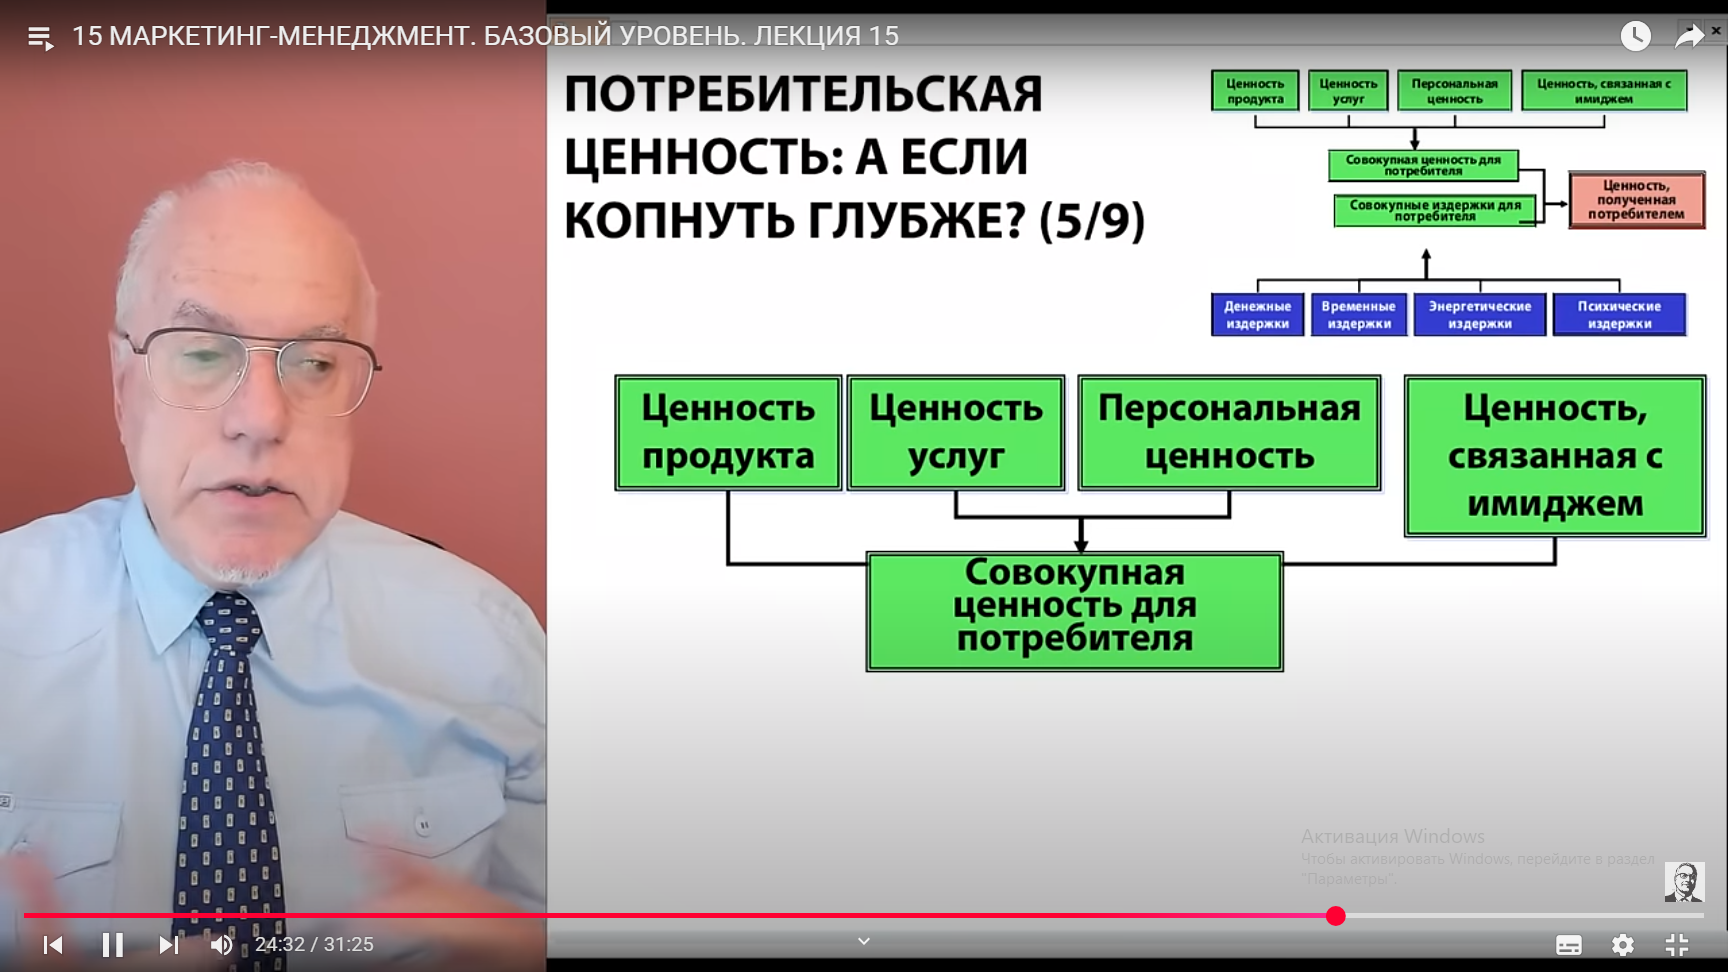 15 МАРКЕТИНГ-МЕНЕДЖМЕНТ. БАЗОВЫЙ УРОВЕНЬ. ЛЕКЦИЯ 15
ПОТРЕБИТЕЛЬСКАЯ
ЦЕННОСТЬ: А ЕСЛИ
КОПНУТЬ ГЛУБЖЕ? (5/9)
Ценность
продукта
Ценность
услуг
Персональная
ценность
Ценность, связанная с
имиджем
Совокупная ценность для
потребителя
Совокупные издержки для
потребителя
Ценность,
полученная
потребителем
Денежные
издержки
Временные
издержки
Энергетические
издержки
Психические
издержки
Ценность
продукта
Ценность
услуг
Персональная
ценность
Ценность,
связанная с
имиджем
Совокупная
ценность для
потребителя
Активация Windows
Чтобы активировать Windows, перейдите в раздел
"Параметры".
24:32 / 31:25